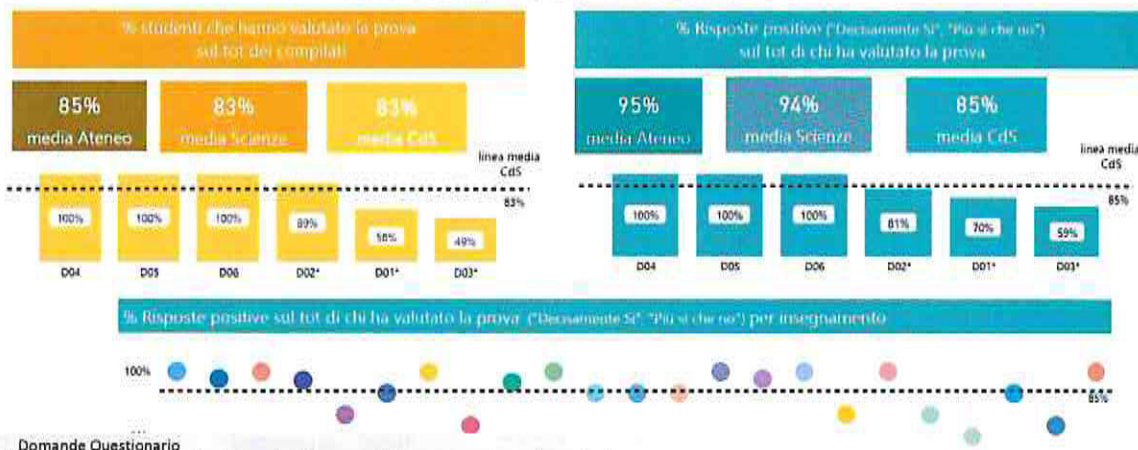 % studenti che hanno valutato la prova
sul tot dei compilati
85%
media Ateneo
83%
media Scienze
83%
media CdS
linea media
CdS
83%
100%
100%
100%
89%
49%
D04
D05
D06
D02*
D01*
D03*
% Risposte positive ("Decisamente Sì", "Più sì che no")
sul tot di chi ha valutato la prova
95%
media Ateneo
94%
media Scienze
85%
media CdS
linea media
CdS
85%
100%
100%
100%
81%
70%
59%
D04
D05
D06
D02*
D01*
D03*
% Risposte positive sul tot di chi ha valutato la prova ("Decisamente Sì", "Più sì che no") per insegnamento
100%
85%
Domande Questionario